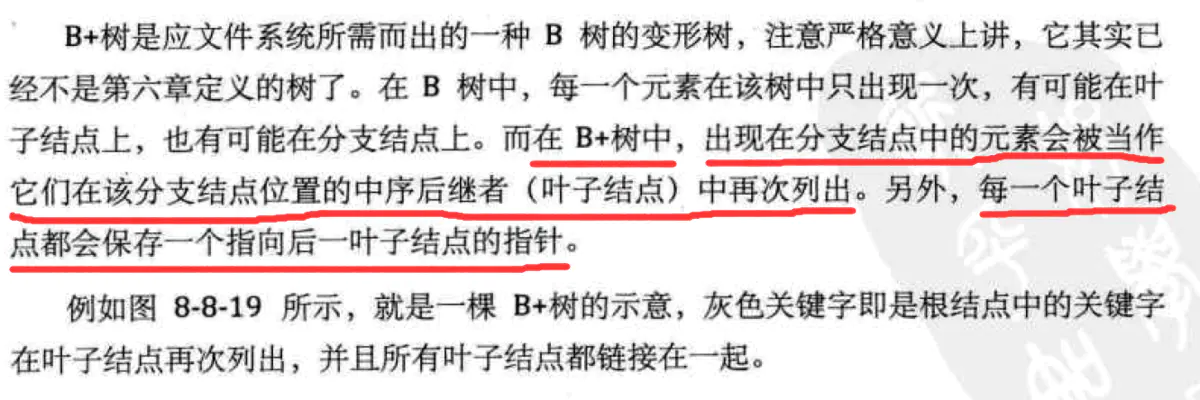 B+树是应文件系统所需而出的一种 B 树的变形树，注意严格意义上讲，它其实已
经不是第六章定义的树了。在 B 树中，每一个元素在该树中只出现一次，有可能在叶
子结点上，也有可能在分支结点上。而在 B+树中，出现在分支结点中的元素会被当作
它们在该分支结点位置的中序后继者（叶子结点）中再次列出。另外，每一个叶子结
点都会保存一个指向后一叶子结点的指针。
例如图 8-8-19 所示，就是一棵 B+树的示意，灰色关键字即是根结点中的关键字
在叶子结点再次列出，并且所有叶子结点都链接在一起。